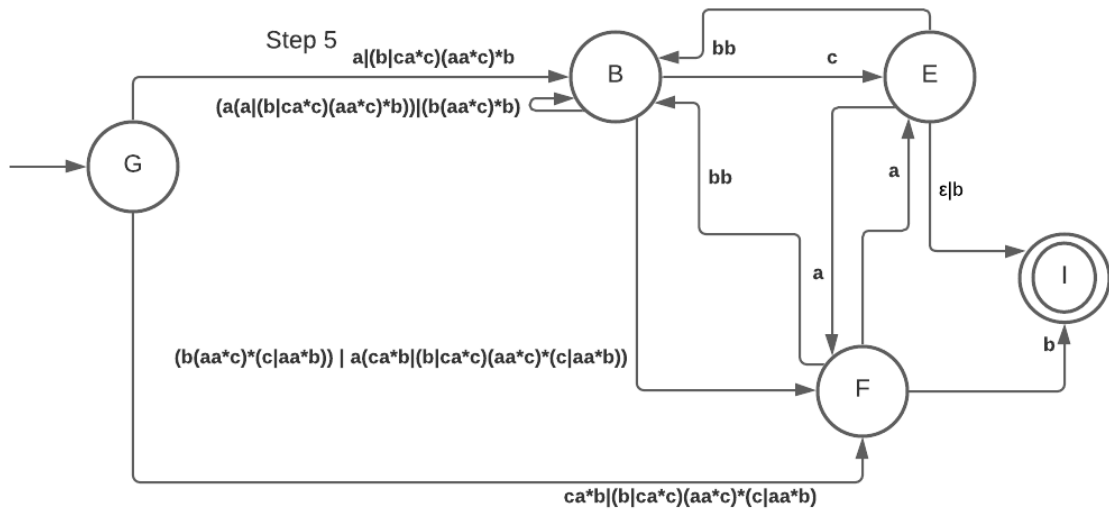 Step 5
bb
a|(b|ca*c)(aa*c)*b
B
c
E
(a(a|(b|ca*c)(aa*c)*b))|(b(aa*c)*b)
G
bb
a
ε|b
a
I
(b(aa*c)*(c|aa*b)) | a(ca*b|(b|ca*c)(aa*c)*(c|aa*b))
b
F
ca*b|(b|ca*c)(aa*c)*(c|aa*b)